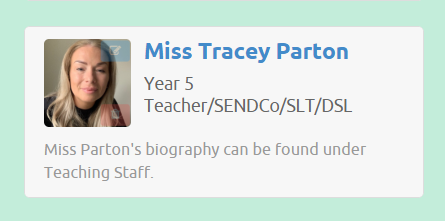 Miss Tracey Parton
Year 5
Teacher/SENDCo/SLT/DSL
Miss Parton's biography can be found under
Teaching Staff.